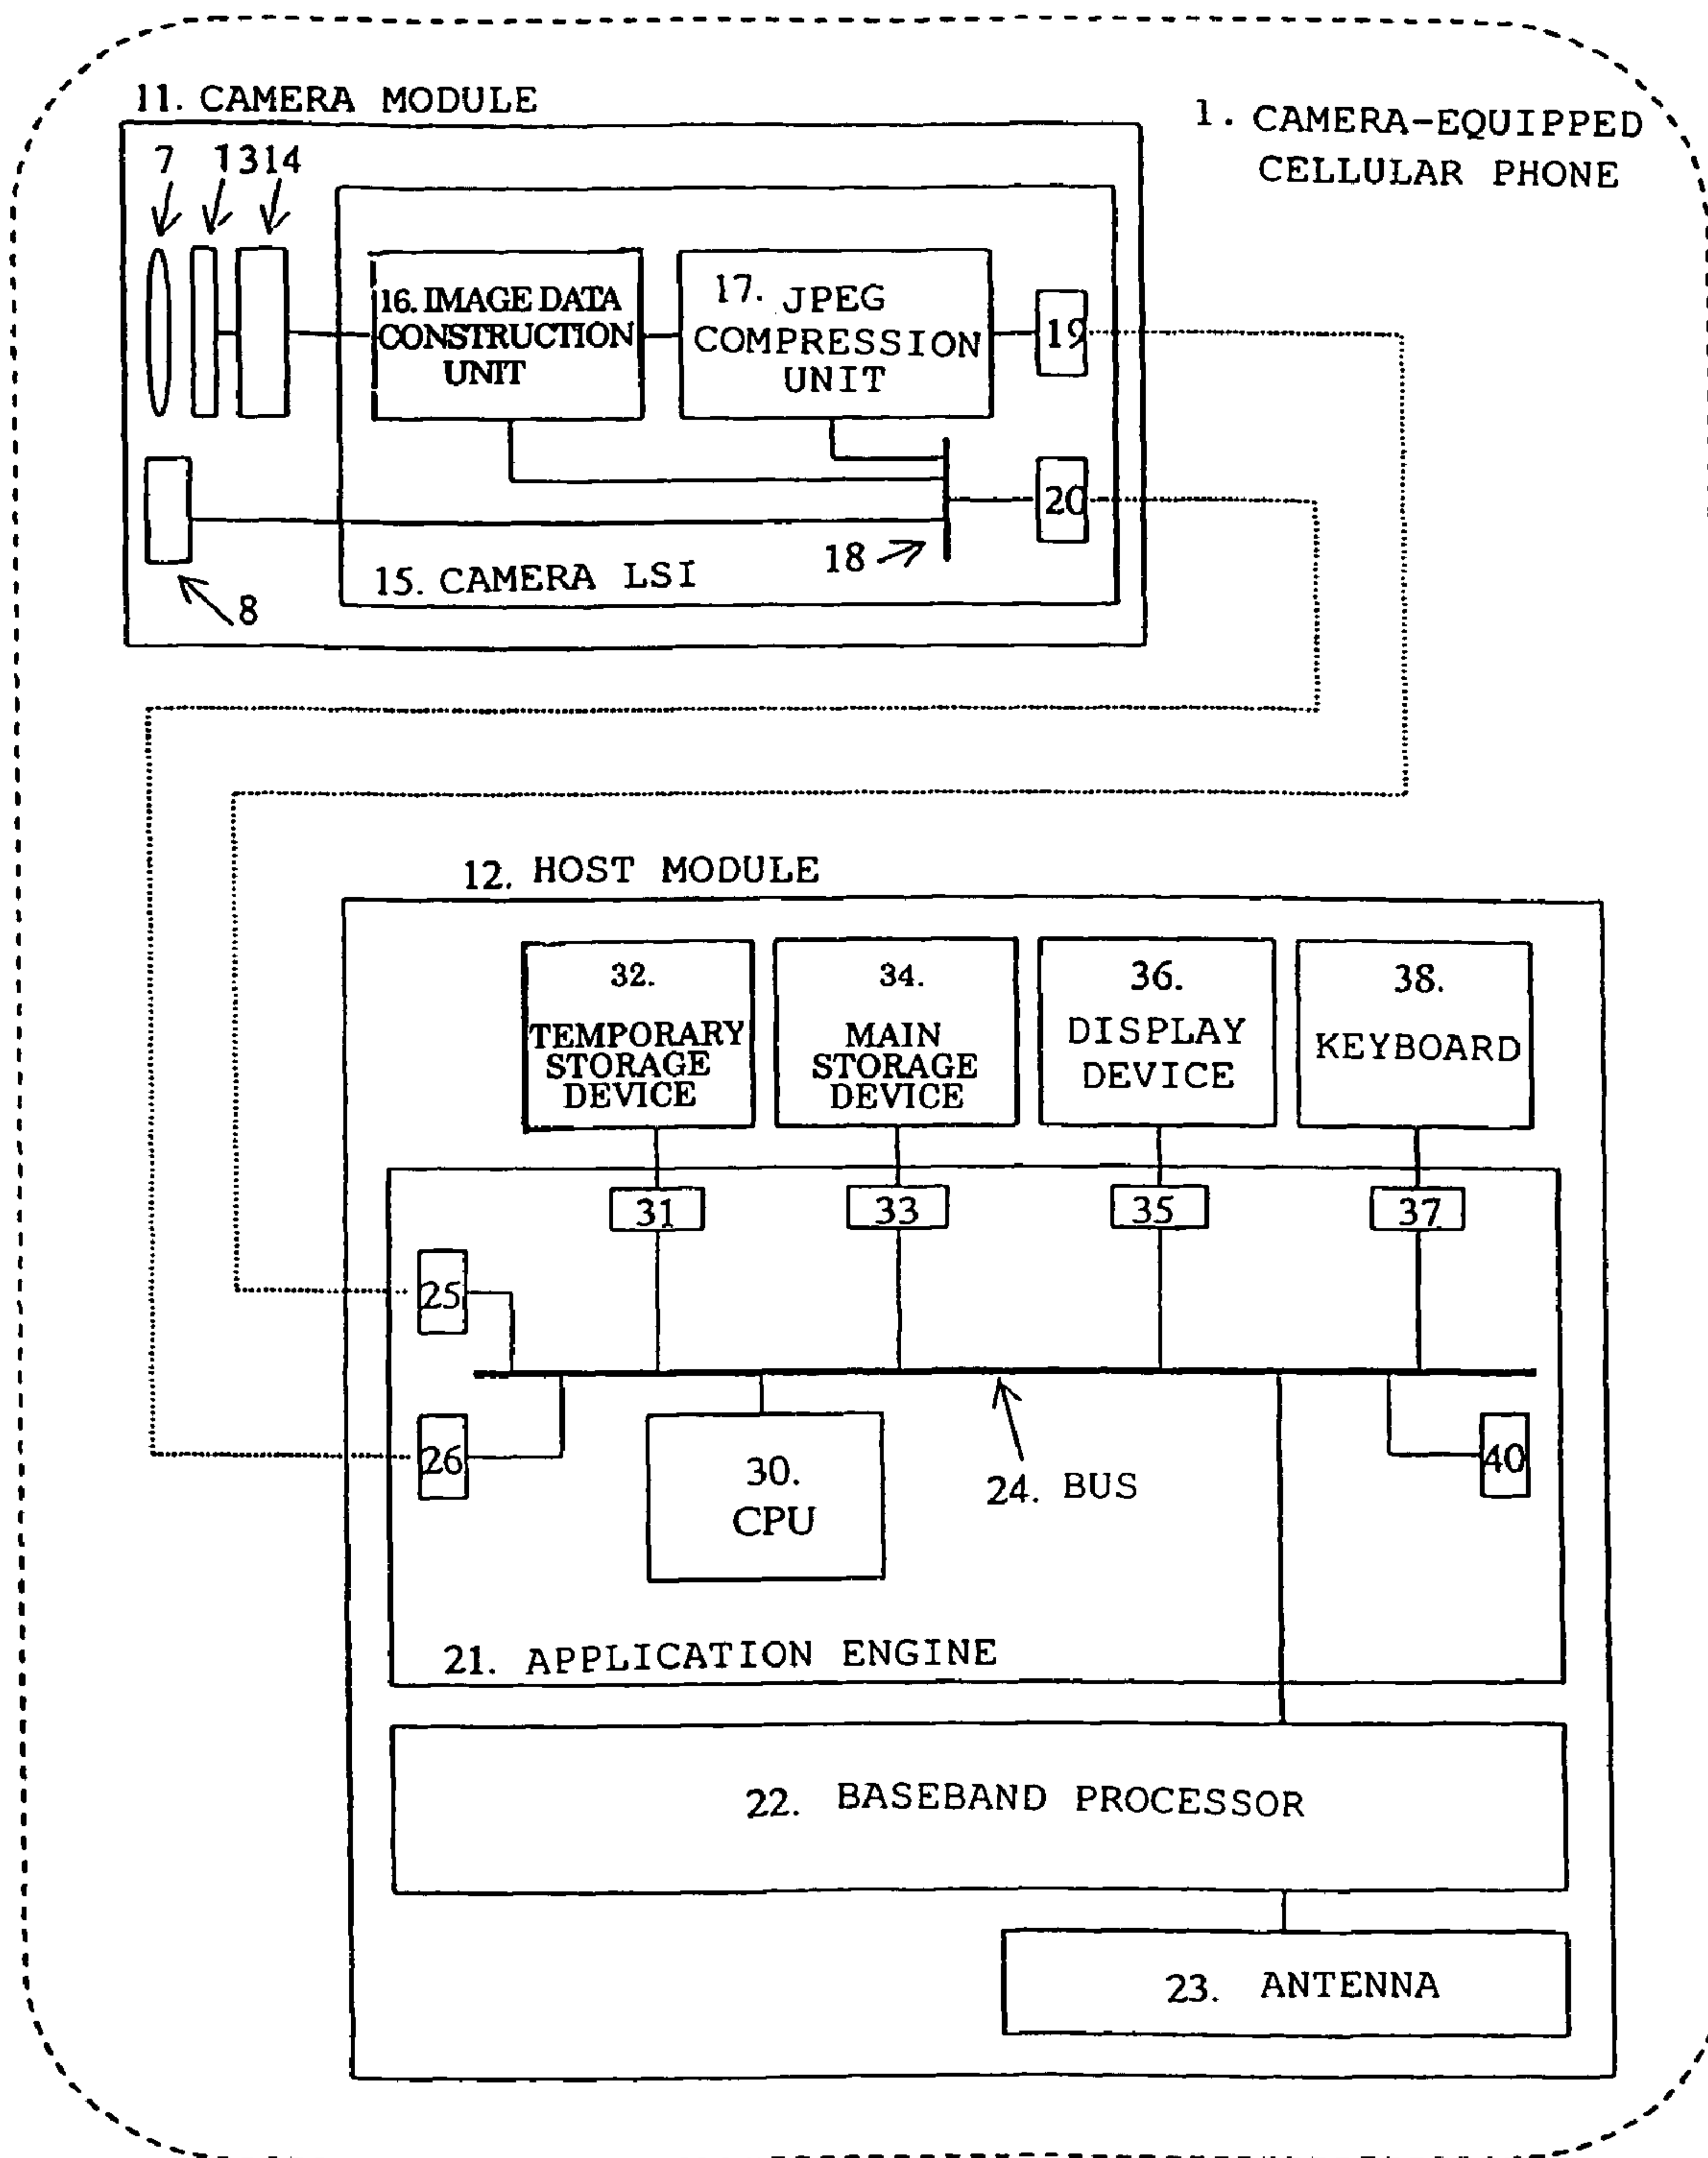 11. CAMERA MODULE
1. CAMERA-EQUIPPED
CELLULAR PHONE
7 13 14
16. IMAGE DATA
CONSTRUCTION
UNIT
17. JPEG
COMPRESSION
UNIT
19
20
18
15. CAMERA LSI
8
12. HOST MODULE
32.
TEMPORARY
STORAGE
DEVICE
34.
MAIN
STORAGE
DEVICE
36.
DISPLAY
DEVICE
38.
KEYBOARD
31
33
35
37
25
26
30.
CPU
24. BUS
40
21. APPLICATION ENGINE
22. BASEBAND PROCESSOR
23. ANTENNA